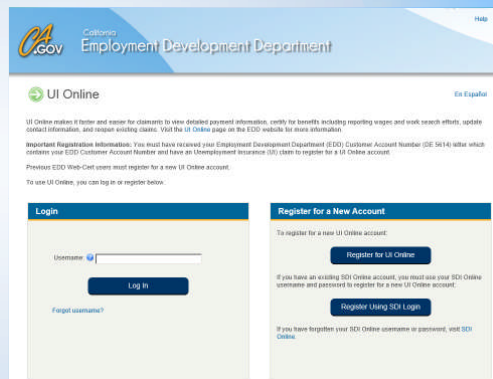 Help
CA.GOV
California
Employment Development Department
UI Online
En Español
UI Online makes it faster and easier for claimants to view detailed payment information, certify for benefits including reporting wages and work search efforts, update
contact information, and reopen existing claims. Visit the UI Online page on the EDD website for more information.
Important Registration Information: You must have received your Employment Development Department (EDD) Customer Account Number (DE 5614) letter which
contains your EDD Customer Account Number and have an Unemployment Insurance (UI) claim to register for a UI Online account.
Previous EDD Web-Cert users must register for a new UI Online account.
To use UI Online, you can log in or register below.
Login
Username
Log In
Forgot username?
Register for a New Account
To register for a new UI Online account:
Register for UI Online
If you have an existing SDI Online account, you must use your SDI Online
username and password to register for a new UI Online account:
Register Using SDI Login
If you have forgotten your SDI Online username or password, visit SDI
Online.